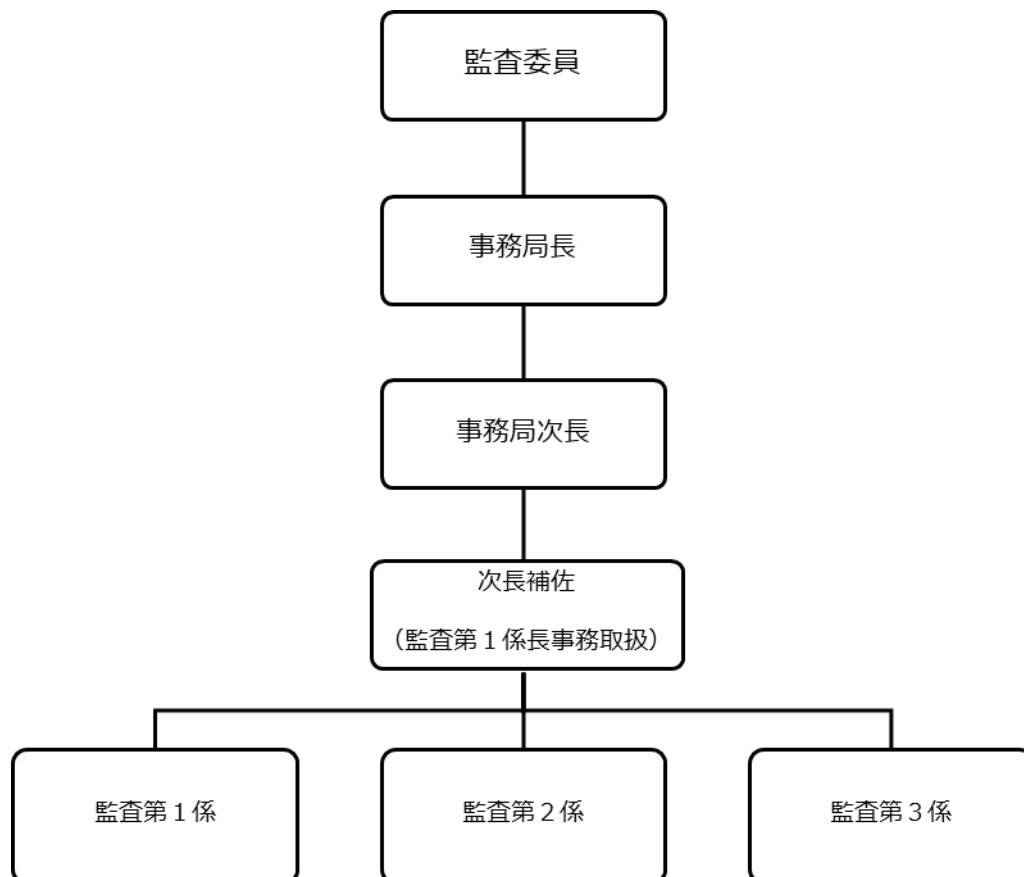 監査委員
事務局長
事務局次長
次長補佐
（監査第１係長事務取扱）
監査第１係
監査第２係
監査第３係